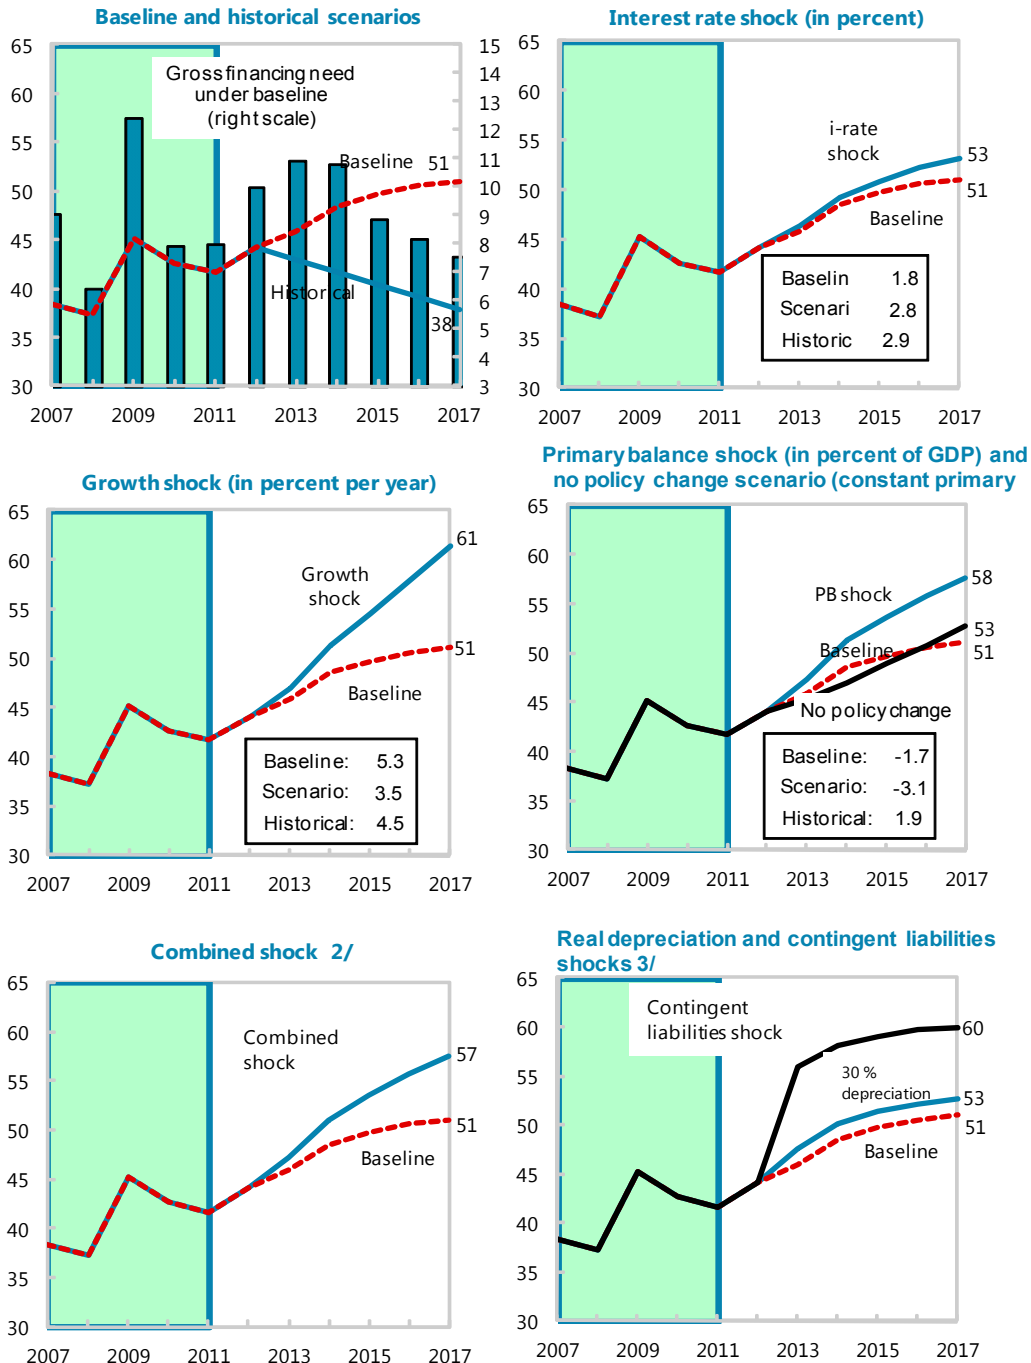 Baseline and historical scenarios
65
60
55
50
45
40
35
30
15
14
13
12
11
10
9
8
7
6
5
4
3
Gross financing need
under baseline
(right scale)
Baseline
51
Historical
38
2007
2009
2011
2013
2015
2017
Interest rate shock (in percent)
65
60
55
50
45
40
35
30
i-rate
shock
53
51
Baseline
Baselin 1.8
Scenari 2.8
Historic 2.9
2007
2009
2011
2013
2015
2017
Growth shock (in percent per year)
65
60
55
50
45
40
35
30
61
Growth
shock
51
Baseline
Baseline: 5.3
Scenario: 3.5
Historical: 4.5
2007
2009
2011
2013
2015
2017
Primary balance shock (in percent of GDP) and
no policy change scenario (constant primary
65
60
55
50
45
40
35
30
58
PB shock
53
Baseline
51
No policy change
Baseline: -1.7
Scenario: -3.1
Historical: 1.9
2007
2009
2011
2013
2015
2017
Combined shock 2/
65
60
55
50
45
40
35
30
Combined
shock
57
51
Baseline
2007
2009
2011
2013
2015
2017
Real depreciation and contingent liabilities
shocks 3/
65
60
55
50
45
40
35
30
Contingent
liabilities shock
60
30 %
depreciation
53
51
Baseline
2007
2009
2011
2013
2015
2017